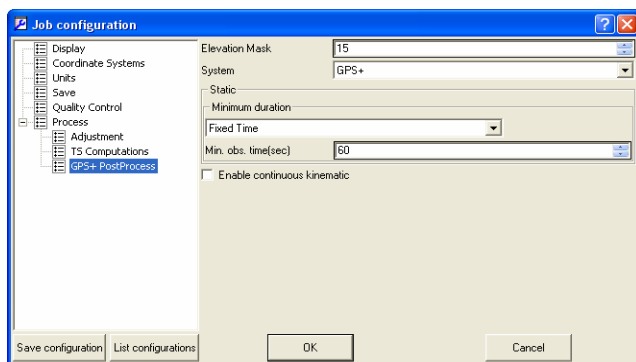 Job configuration
Display
Coordinate Systems
Units
Save
Quality Control
Process
Adjustment
TS Computations
GPS+ PostProcess
Elevation Mask 15
System GPS+
Static
Minimum duration
Fixed Time
Min. obs. time(sec) 60
Enable continuous kinematic
Save configuration List configurations OK Cancel